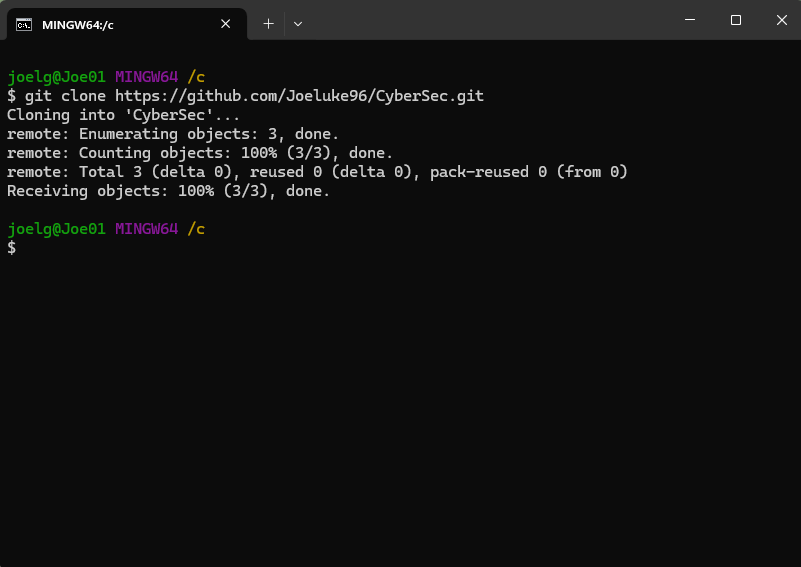 MINGW64:/c
joelg@Joe01 MINGW64 /c
$ git clone https://github.com/Joeluke96/CyberSec.git
Cloning into 'CyberSec'...
remote: Enumerating objects: 3, done.
remote: Counting objects: 100% (3/3), done.
remote: Total 3 (delta 0), reused 0 (delta 0), pack-reused 0 (from 0)
Receiving objects: 100% (3/3), done.
joelg@Joe01 MINGW64 /c
$